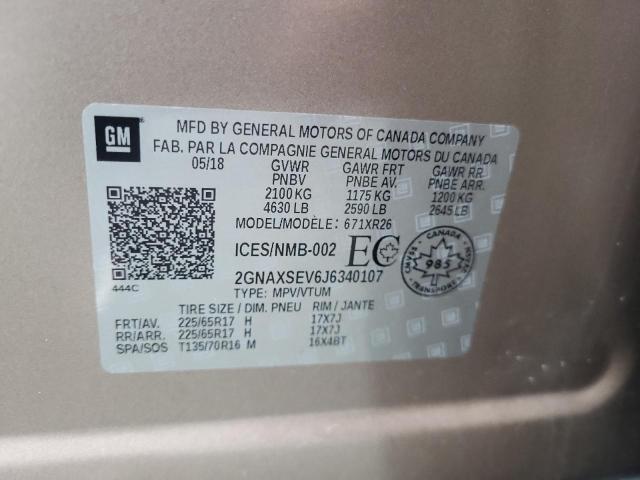 GM
MFD BY GENERAL MOTORS OF CANADA COMPANY
FAB. PAR LA COMPAGNIE GENERAL MOTORS DU CANADA
05/18 GVWR GAWR FRT GAWR RR
PNBV PNBE AV. PNBE ARR.
2100 KG 1175 KG 1200 KG
4630 LB 2590 LB 2645 LB
MODEL/MODÈLE: 671XR26
ICES/NMB-002 EC
CANADA
985
2GNAXSEV6J6340107
444C
TYPE: MPV/VTUM
TIRE SIZE / DIM. PNEU RIM / JANTE
FRT/AV. 225/65R17 H 17X7J
RR/ARR. 225/65R17 H 17X7J
SPA/SOS T135/70R16 M 16X4BT